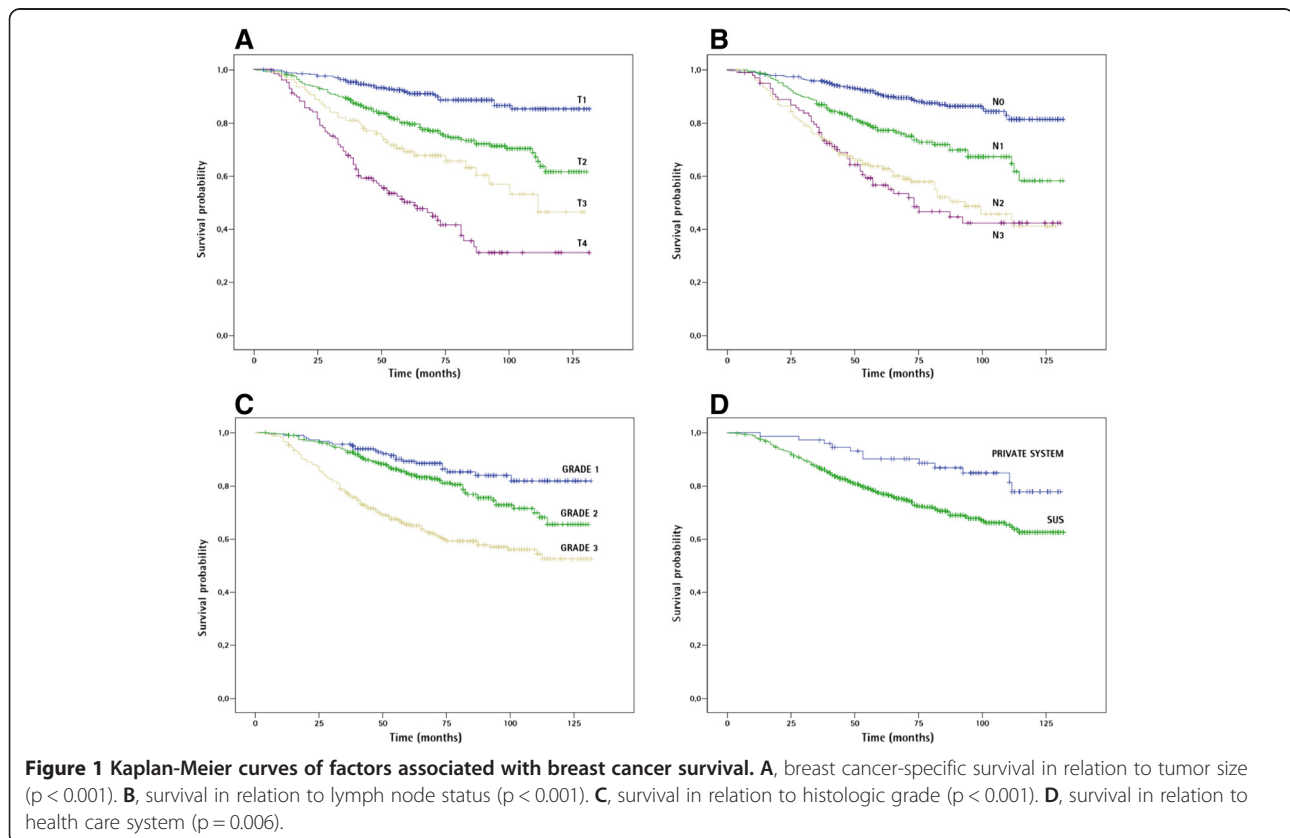 A
Survival probability
1,0
0,8
0,6
0,4
0,2
0,0
T1
T2
T3
T4
0 25 50 75 100 125
Time (months)
B
Survival probability
1,0
0,8
0,6
0,4
0,2
0,0
N0
N1
N2
N3
0 25 50 75 100 125
Time (months)
C
Survival probability
1,0
0,8
0,6
0,4
0,2
0,0
GRADE 1
GRADE 2
GRADE 3
0 25 50 75 100 125
Time (months)
D
Survival probability
1,0
0,8
0,6
0,4
0,2
0,0
PRIVATE SYSTEM
SUS
0 25 50 75 100 125
Time (months)
Figure 1 Kaplan-Meier curves of factors associated with breast cancer survival. A, breast cancer-specific survival in relation to tumor size
(p < 0.001). B, survival in relation to lymph node status (p < 0.001). C, survival in relation to histologic grade (p < 0.001). D, survival in relation to
health care system (p = 0.006).